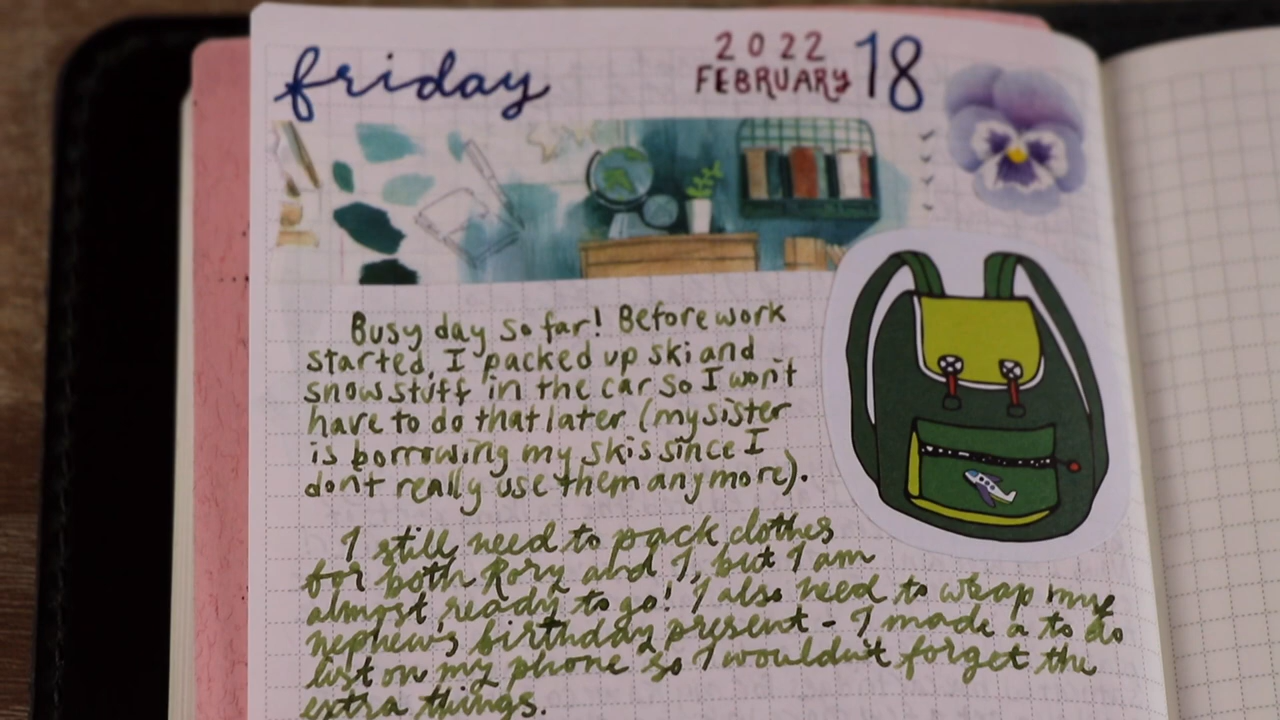 friday
2022
FEBRUARY 18
Busy day so far! Before work
started, I packed up ski and
snow stuff in the car so I won't
have to do that later (my sister
is borrowing my skis since I
don't really use them anymore).
I still need to pack clothes
for both Rory and I, but I am
almost ready to go! I also need to wrap my
nephew's birthday present - I made a to do
list on my phone so I wouldn't forget the
extra things.